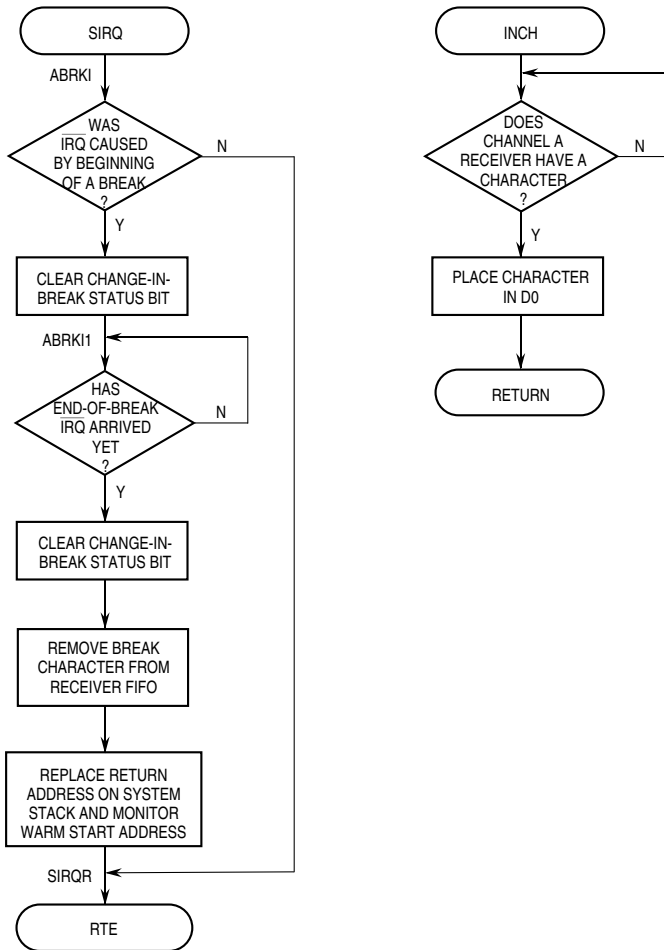 SIRQ
ABRKI
WAS
IRQ CAUSED
BY BEGINNING
OF A BREAK
?
N
Y
CLEAR CHANGE-IN-
BREAK STATUS BIT
ABRKI1
HAS
END-OF-BREAK
IRQ ARRIVED
YET
?
N
Y
CLEAR CHANGE-IN-
BREAK STATUS BIT
REMOVE BREAK
CHARACTER FROM
RECEIVER FIFO
REPLACE RETURN
ADDRESS ON SYSTEM
STACK AND MONITOR
WARM START ADDRESS
SIRQR
RTE
INCH
DOES
CHANNEL A
RECEIVER HAVE A
CHARACTER
?
N
Y
PLACE CHARACTER
IN D0
RETURN